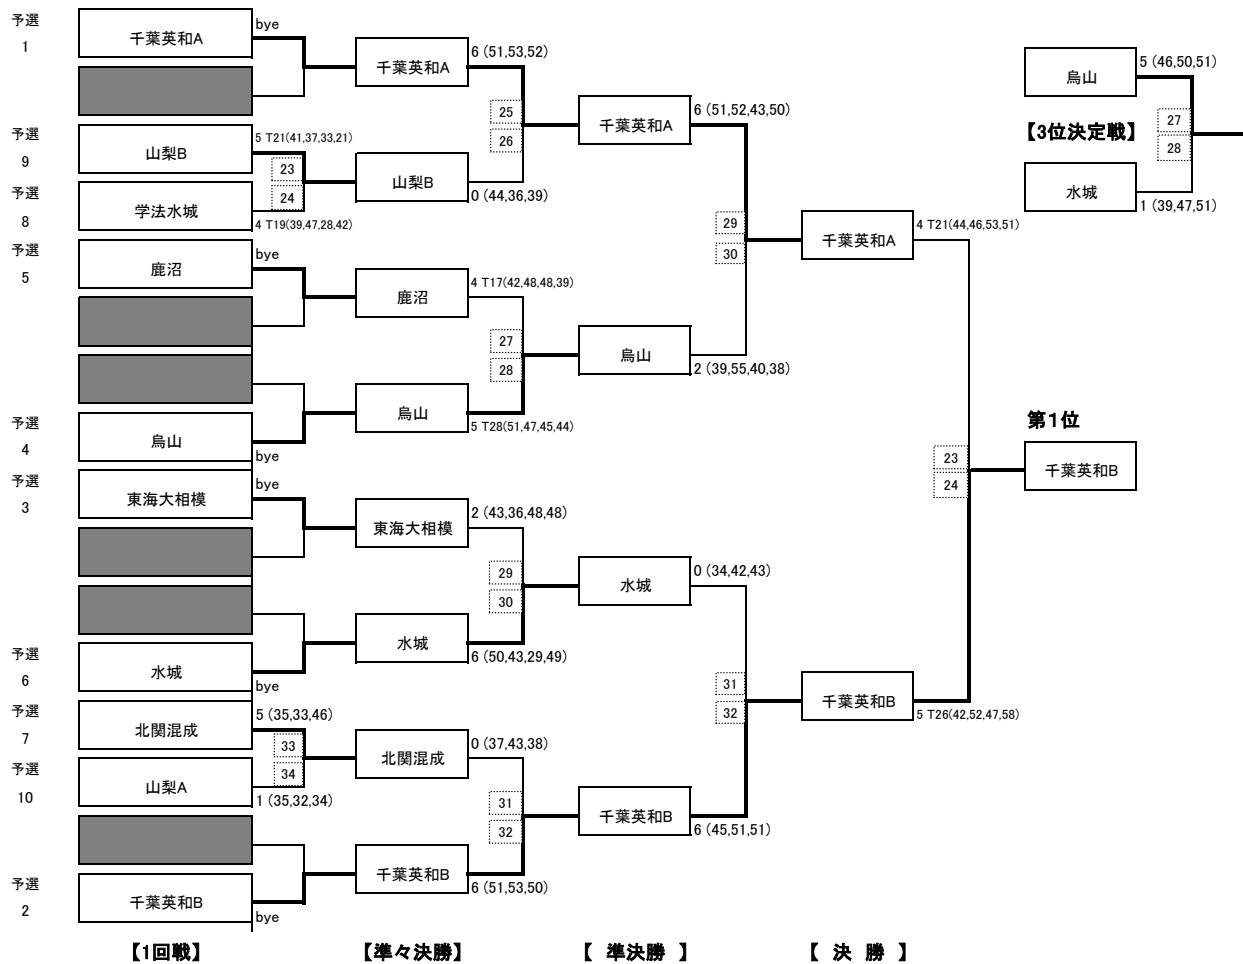 予選
1
千葉英和A
bye
千葉英和A
6 (51,53,52)
25
26
千葉英和A
6 (51,52,43,50)
予選
9
山梨B
5 T21(41,37,33,21)
23
24
山梨B
0 (44,36,39)
予選
8
学法水城
4 T19(39,47,28,42)
29
30
千葉英和A
4 T21(44,46,53,51)
予選
5
鹿沼
bye
鹿沼
4 T17(42,48,48,39)
27
28
烏山
2 (39,55,40,38)
烏山
5 T28(51,47,45,44)
予選
4
烏山
bye
予選
3
東海大相模
bye
東海大相模
2 (43,36,48,48)
29
30
水城
0 (34,42,43)
水城
6 (50,43,29,49)
予選
6
水城
bye
予選
7
北関混成
5 (35,33,46)
33
34
北関混成
0 (37,43,38)
予選
10
山梨A
1 (35,32,34)
31
32
千葉英和B
6 (45,51,51)
31
32
千葉英和B
5 T26(42,52,47,58)
千葉英和B
6 (51,53,50)
予選
2
千葉英和B
bye
23
24
第1位
千葉英和B
烏山
5 (46,50,51)
【3位決定戦】
27
28
水城
1 (39,47,51)
【1回戦】
【準々決勝】
【 準決勝 】
【 決 勝 】